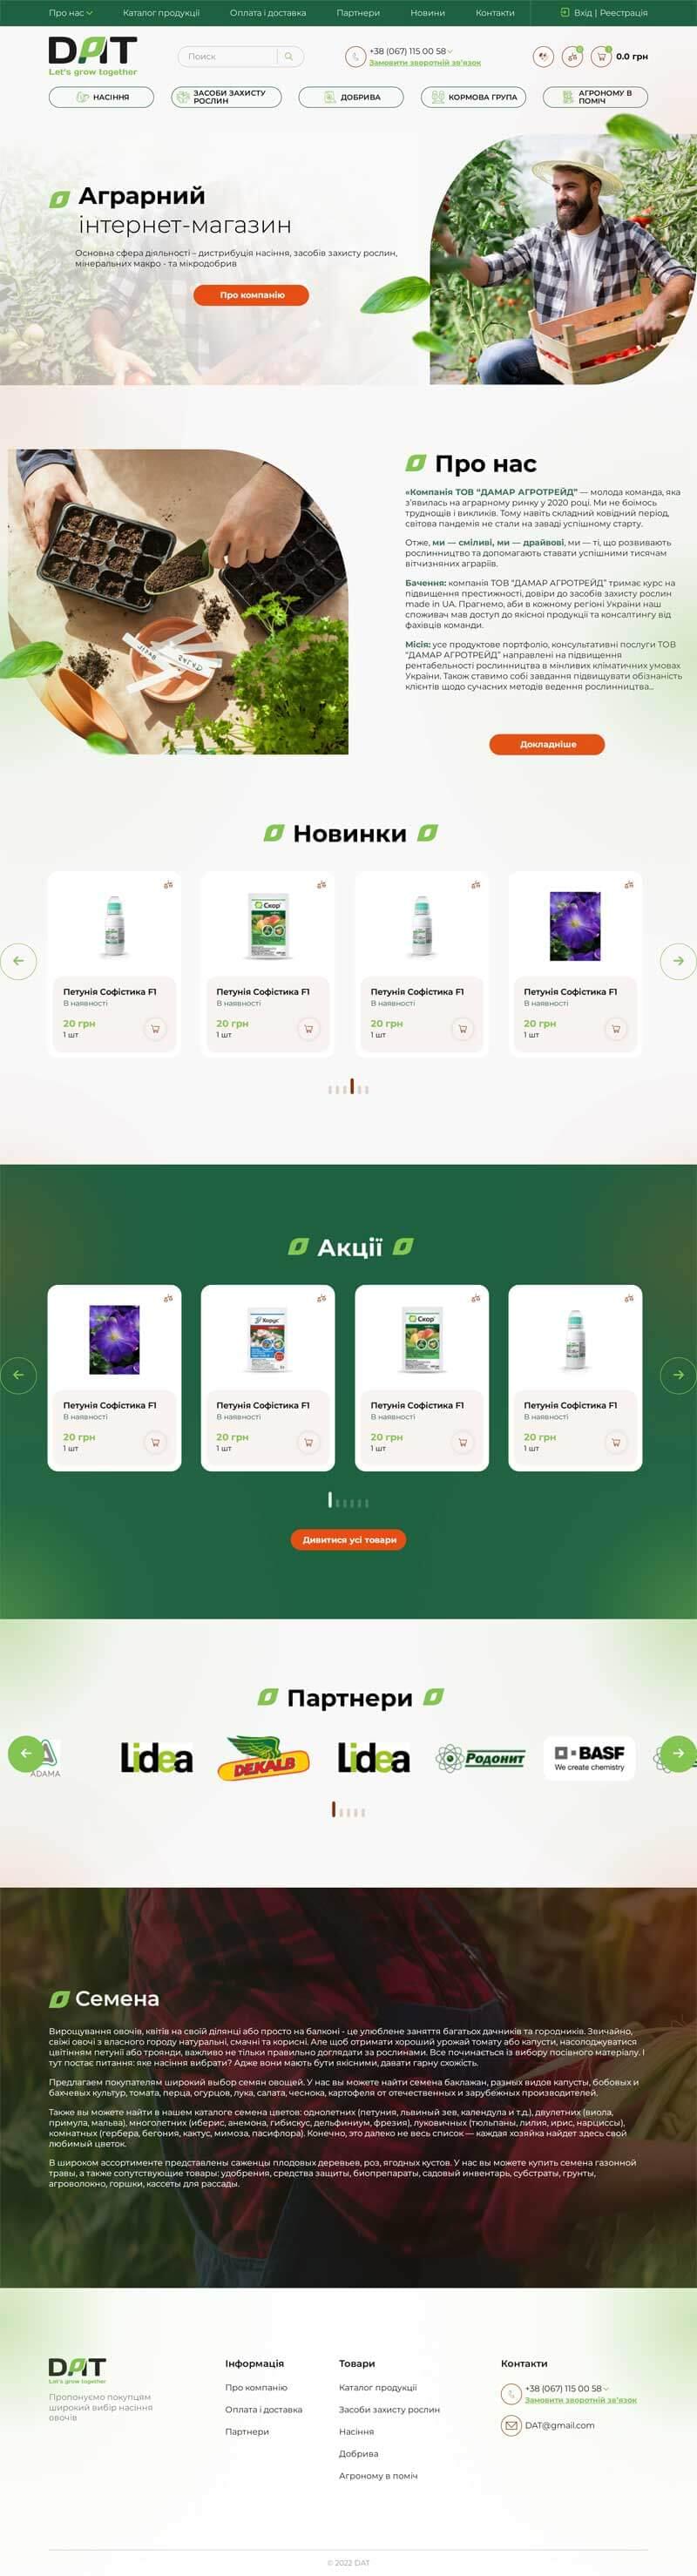 Про нас
Каталог продукції
Оплата і доставка
Партнери
Новини
Контакти
Вхід | Реєстрація
DAT
Let's grow together
Поиск
+38 (067) 115 00 58
Замовити зворотній зв'язок
0.0 грн
НАСІННЯ
ЗАСОБИ ЗАХИСТУ
РОСЛИН
ДОБРИВА
КОРМОВА ГРУПА
АГРОНОМУ В
ПОМІЧ
Аграрний
інтернет-магазин
Основна сфера діяльності – дистрибуція насіння, засобів захисту рослин,
мінеральних макро - та мікродобрив
Про компанію
Про нас
«Компанія ТОВ "ДАМАР АГРОТРЕЙД" — молода команда, яка
з'явилась на аграрному ринку у 2020 році. Ми не боїмось
труднощів і викликів. Тому навіть складний ковідний період,
світова пандемія не стали на заваді успішному старту.
Отже, ми — сміливі, ми — драйвові, ми — ті, що розвивають
рослинництво та допомагають ставати успішними тисячам
вітчизняних аграріїв.
Бачення: компанія ТОВ "ДАМАР АГРОТРЕЙД" тримає курс на
підвищення престижності, довіри до засобів захисту рослин
made in UA. Прагнемо, аби в кожному регіоні України наш
споживач мав доступ до якісної продукції та консалтингу від
фахівців команди.
Місія: усе продуктове портфоліо, консультативні послуги ТОВ
"ДАМАР АГРОТРЕЙД" направлені на підвищення
рентабельності рослинництва в мінливих кліматичних умовах
України. Також ставимо собі завдання підвищувати обізнаність
клієнтів щодо сучасних методів ведення рослинництва...
Докладніше
Новинки
Скор
Петунія Софістика F1
В наявності
20 грн
1 шт
Петунія Софістика F1
В наявності
20 грн
1 шт
Петунія Софістика F1
В наявності
20 грн
1 шт
Петунія Софістика F1
В наявності
20 грн
1 шт
Акції
Хорус
Скор
Петунія Софістика F1
В наявності
20 грн
1 шт
Петунія Софістика F1
В наявності
20 грн
1 шт
Петунія Софістика F1
В наявності
20 грн
1 шт
Петунія Софістика F1
В наявності
20 грн
1 шт
Дивитися усі товари
Партнери
ADAMA
Lidea
DEKALB
Lidea
Родонит
BASF
We create chemistry
Семена
Вирощування овочів, квітів на своїй ділянці або просто на балконі - це улюблене заняття багатьох дачників та городників. Звичайно,
свіжі овочі з власного городу натуральні, смачні та корисні. Але щоб отримати хороший урожай томату або капусти, насолоджуватися
цвітінням петунії або троянди, важливо не тільки правильно доглядати за рослинами. Все починається із вибору посівного матеріалу. І
тут постає питання: яке насіння вибрати? Адже вони мають бути якісними, давати гарну схожість.
Предлагаем покупателям широкий выбор семян овощей. У нас вы можете найти семена баклажан, разных видов капусты, бобовых и
бахчевых культур, томата, перца, огурцов, лука, салата, чеснока, картофеля от отечественных и зарубежных производителей.
Также вы можете найти в нашем каталоге семена цветов: однолетних (петуния, львиный зев, календула и т.д.), двулетних (виола,
примула, мальва), многолетних (иберис, анемона, гибискус, дельфиниум, фрезия), луковичных (тюльпаны, лилия, ирис, нарциссы),
комнатных (гербера, бегония, кактус, мимоза, пасифлора). Конечно, это далеко не весь список — каждая хозяйка найдет здесь свой
любимый цветок.
В широком ассортименте представлены саженцы плодовых деревьев, роз, ягодных кустов. У нас вы можете купить семена газонной
травы, а также сопутствующие товары: удобрения, средства защиты, биопрепараты, садовый инвентарь, субстраты, грунты,
агроволокно, горшки, кассеты для рассады.
DAT
Let's grow together
Пропонуємо покупцям
широкий вибір насіння
овочів
Інформація
Про компанію
Оплата і доставка
Партнери
Товари
Каталог продукції
Засоби захисту рослин
Насіння
Добрива
Агроному в поміч
Контакти
+38 (067) 115 00 58
Замовити зворотній зв'язок
DAT@gmail.com
© 2022 DAT